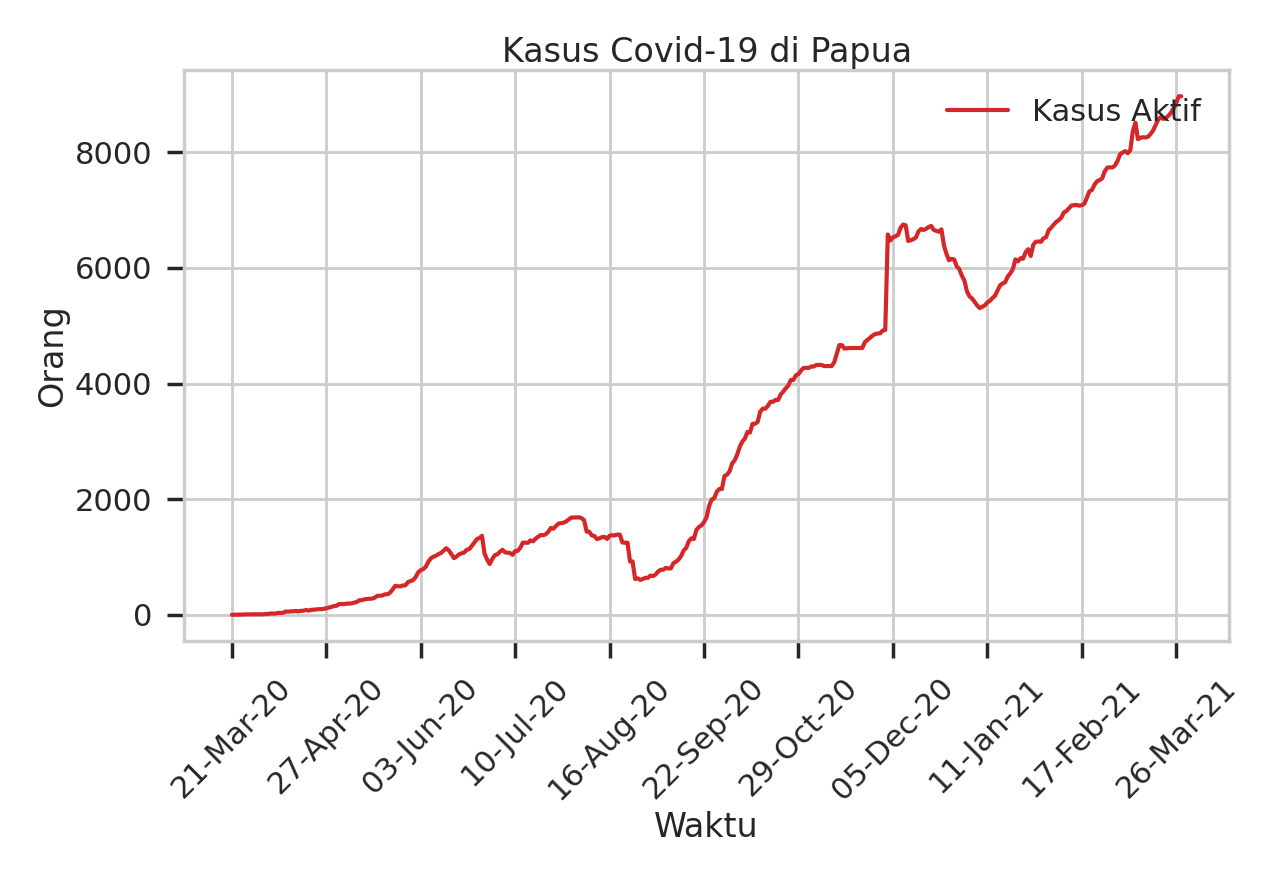 Kasus Covid-19 di Papua
Kasus Aktif
8000
6000
4000
2000
0
Orang
21-Mar-20
27-Apr-20
03-Jun-20
10-Jul-20
16-Aug-20
22-Sep-20
29-Oct-20
05-Dec-20
11-Jan-21
17-Feb-21
26-Mar-21
Waktu